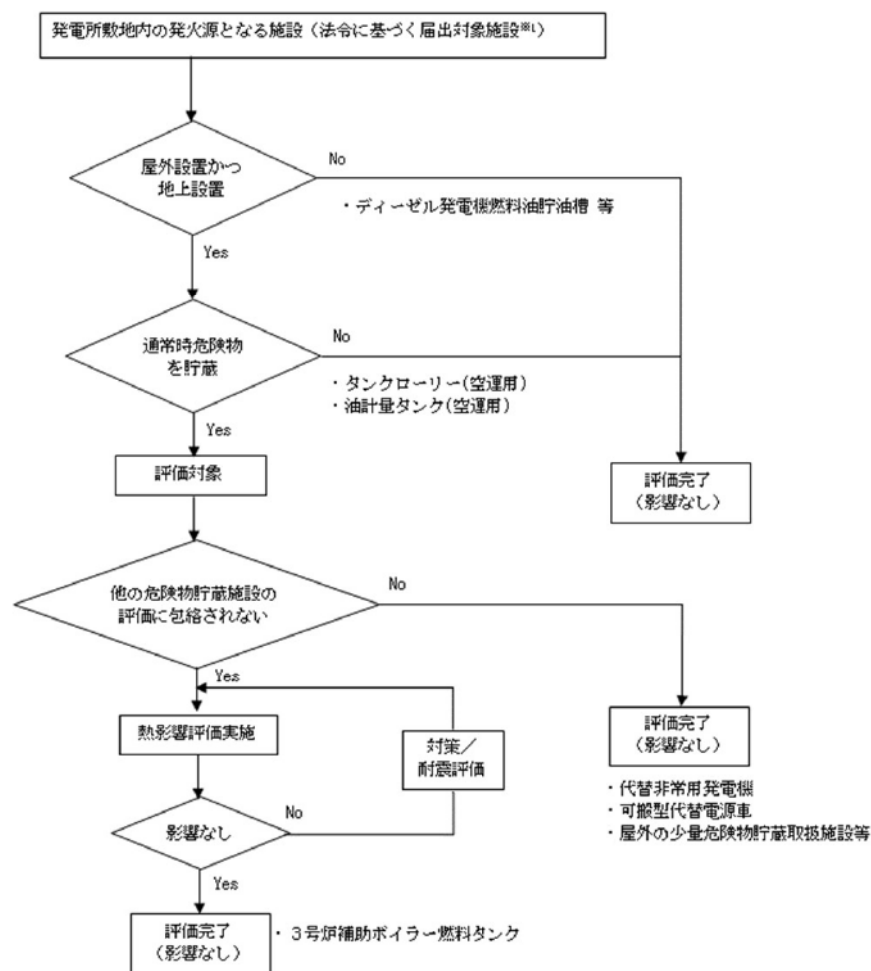 発電所敷地内の発火源となる施設（法令に基づく届出対象施設※1）
屋外設置かつ
地上設置
No
・ディーゼル発電機燃料油貯油槽 等
Yes
通常時危険物
を貯蔵
No
・タンクローリー(空運用)
・油計量タンク(空運用)
Yes
評価対象
評価完了
（影響なし）
他の危険物貯蔵施設の
評価に包絡されない
No
Yes
熱影響評価実施
対策／
耐震評価
評価完了
（影響なし）
・代替非常用発電機
・可搬型代替電源車
・屋外の少量危険物貯蔵取扱施設等
影響なし
No
Yes
評価完了
（影響なし）
・３号炉補助ボイラー燃料タンク